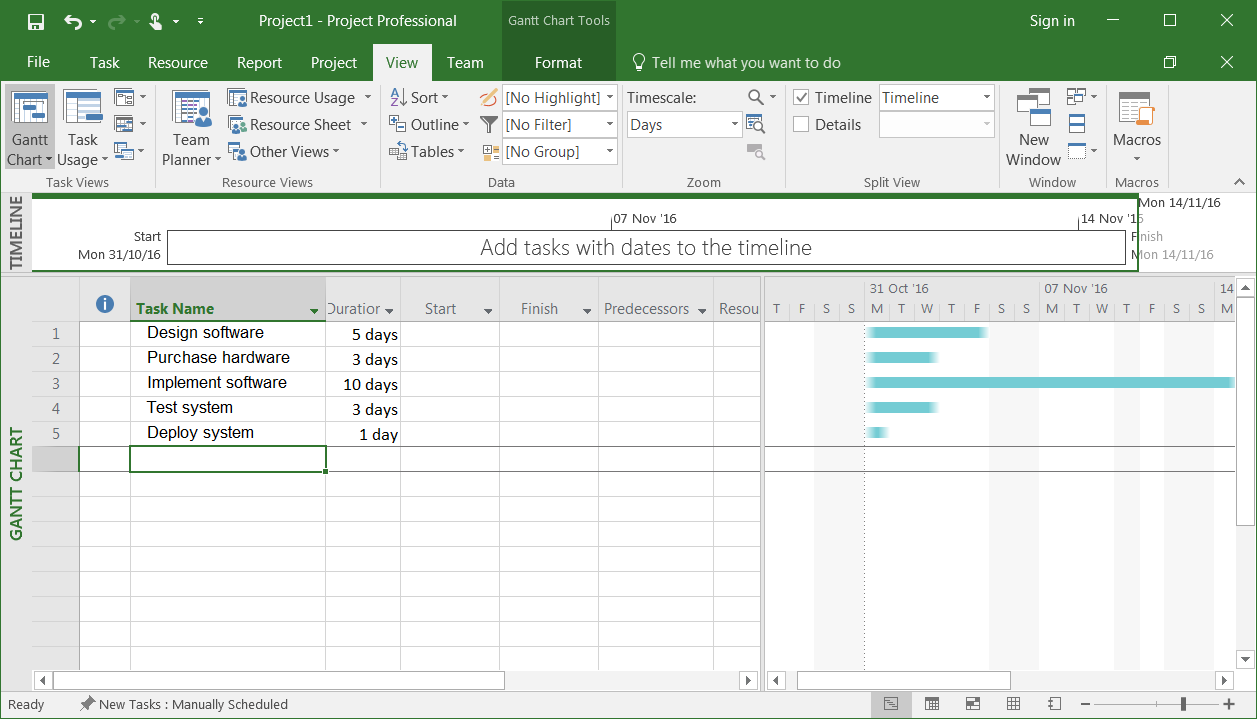 Project1 - Project Professional
Gantt Chart Tools
Sign in
File Task Resource Report Project View Team Format Tell me what you want to do
Gantt Chart
Task Usage
Task Views
Team Planner
Resource Usage
Resource Sheet
Other Views
Resource Views
Sort
Outline
Tables
[No Highlight]
[No Filter]
[No Group]
Data
Timescale:
Days
Zoom
Timeline Timeline
Details
Split View
New Window
Window
Macros
Macros
TIMELINE
Mon 14/11/16
07 Nov '16 14 Nov '16
Start
Mon 31/10/16
Add tasks with dates to the timeline
Finish
Mon 14/11/16
GANTT CHART
Task Name Duration Start Finish Predecessors Resou
31 Oct '16 07 Nov '16 14
T F S S M T W T F S S M T W T F S S M
1 Design software 5 days
2 Purchase hardware 3 days
3 Implement software 10 days
4 Test system 3 days
5 Deploy system 1 day
Ready New Tasks : Manually Scheduled